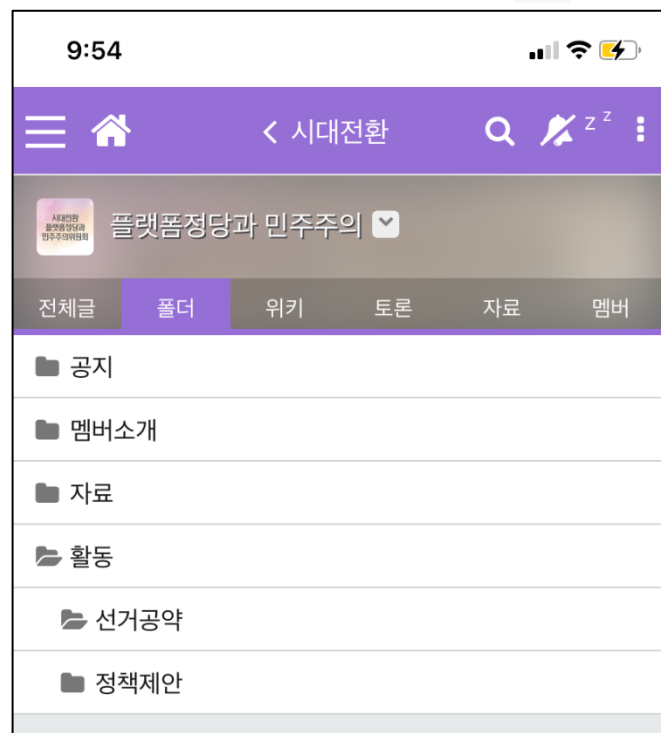 9:54
시대전환
z z
시대전환
플랫폼정당과
민주주의위원회
플랫폼정당과 민주주의
전체글 폴더 위키 토론 자료 멤버
공지
멤버소개
자료
활동
선거공약
정책제안